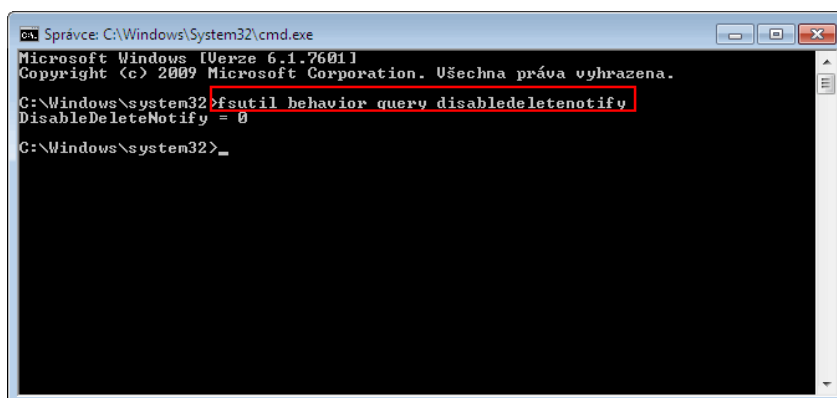 Správce: C:\Windows\System32\cmd.exe
Microsoft Windows [Verze 6.1.7601]
Copyright (c) 2009 Microsoft Corporation. Všechna práva vyhrazena.
C:\Windows\system32>fsutil behavior query disabledeletenotify
DisableDeleteNotify = 0
C:\Windows\system32>_